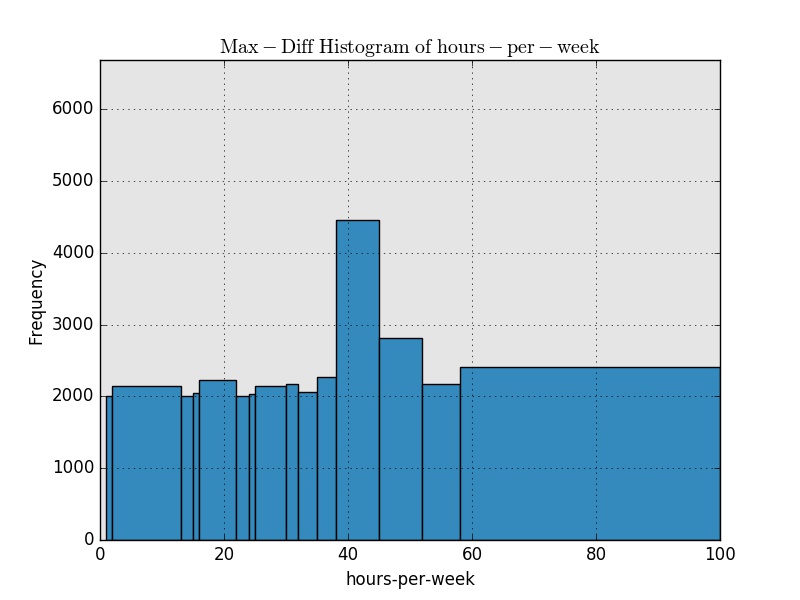 Max − Diff Histogram of hours − per − week
6000
5000
4000
3000
2000
1000
0
Frequency
0 20 40 60 80 100
hours-per-week